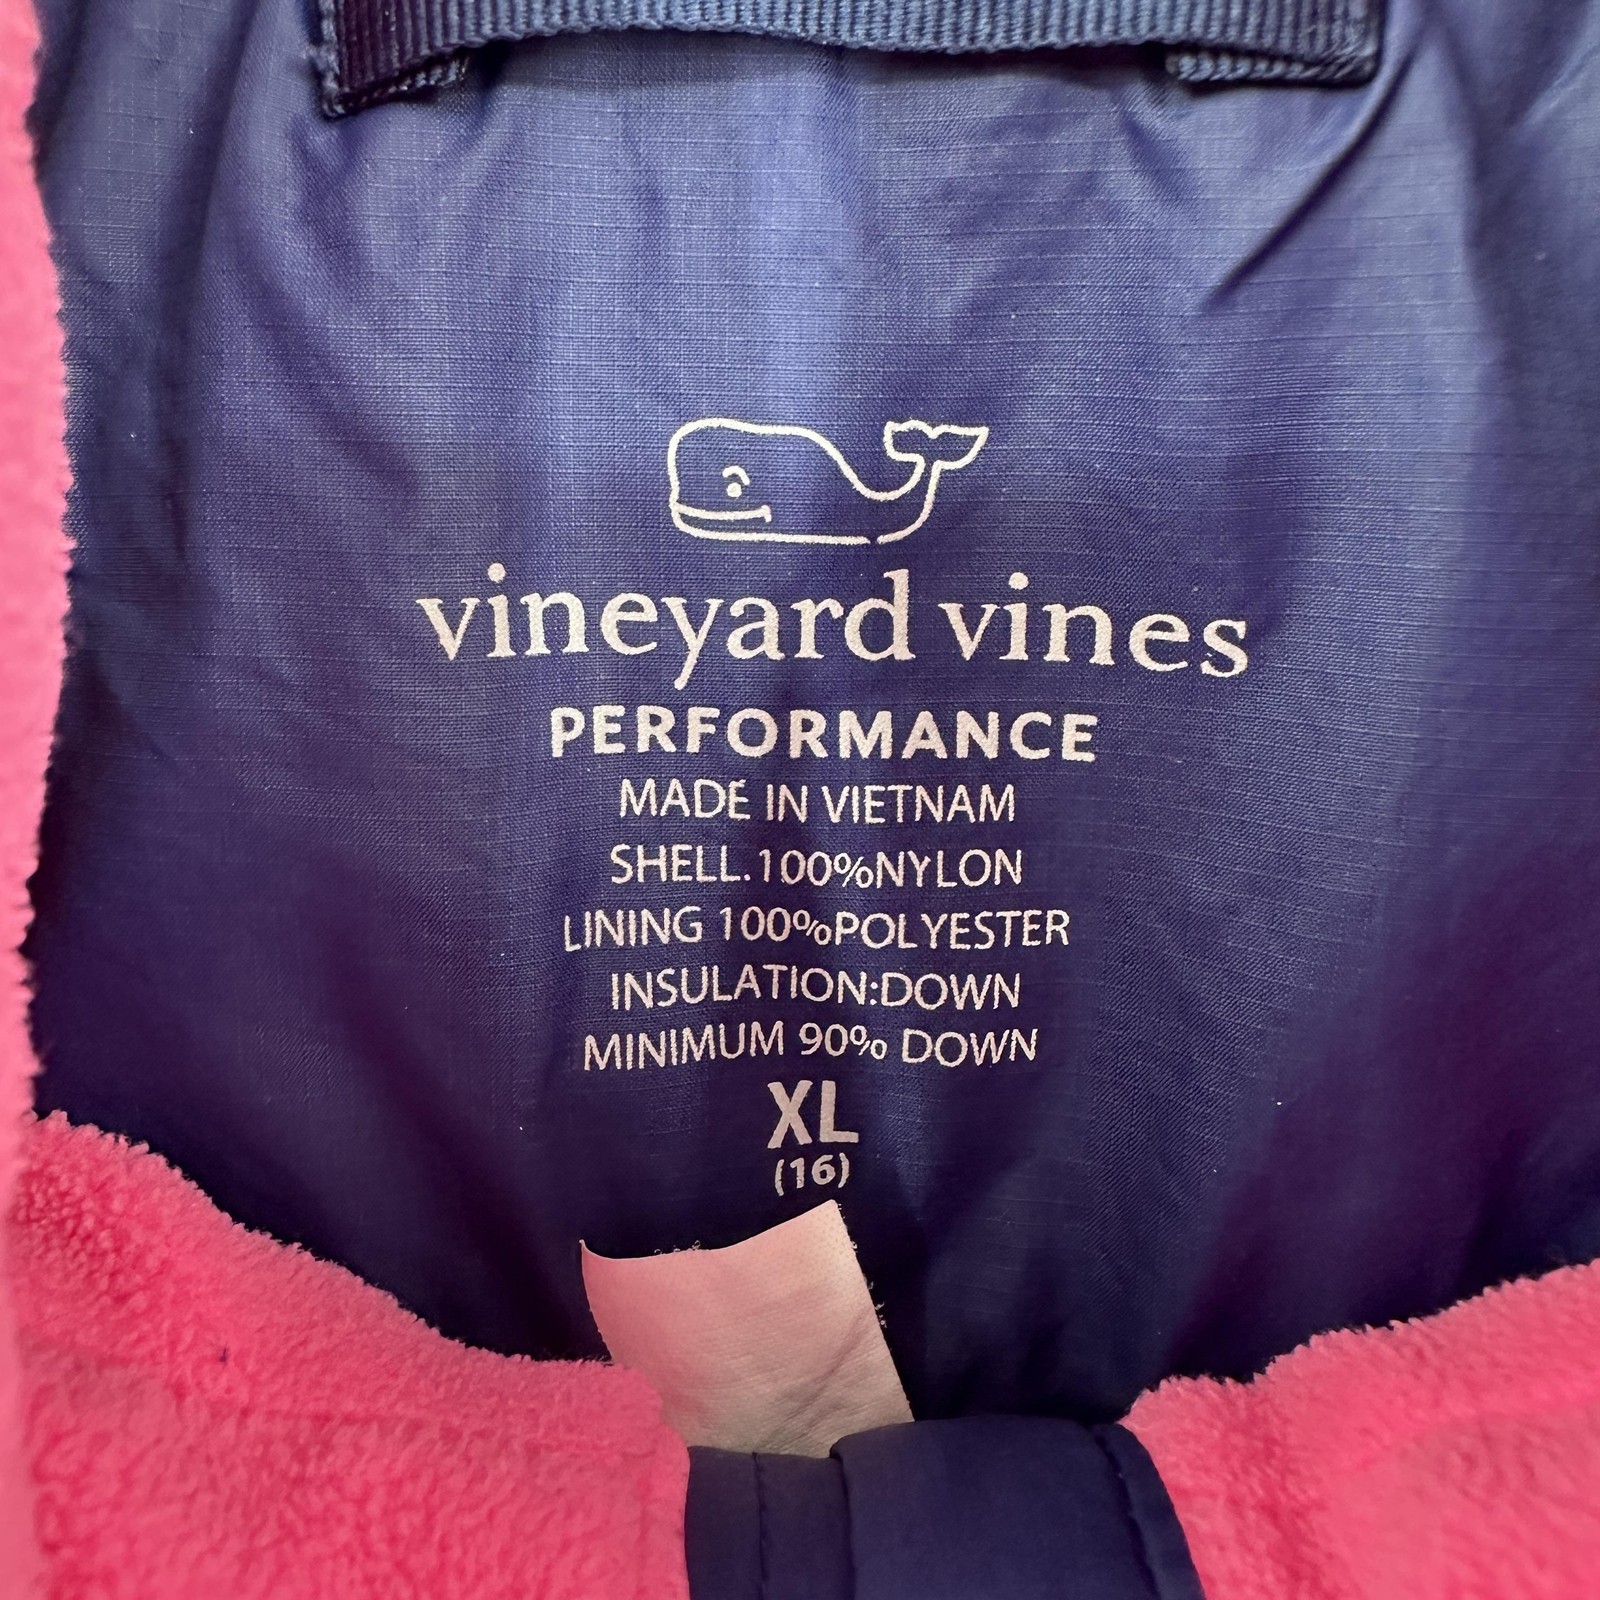 vineyard vines
PERFORMANCE
MADE IN VIETNAM
SHELL.100%NYLON
LINING 100%POLYESTER
INSULATION:DOWN
MINIMUM 90% DOWN
XL
(16)